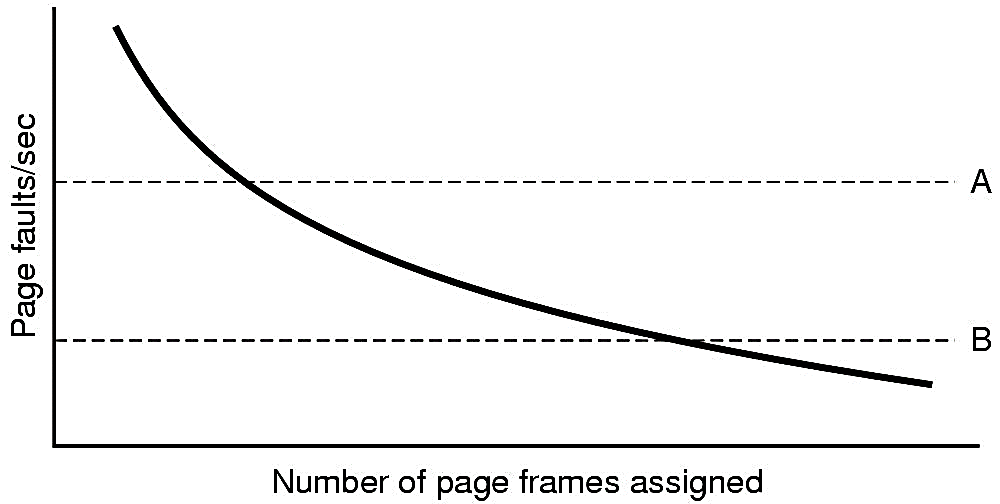 Page faults/sec
A
B
Number of page frames assigned